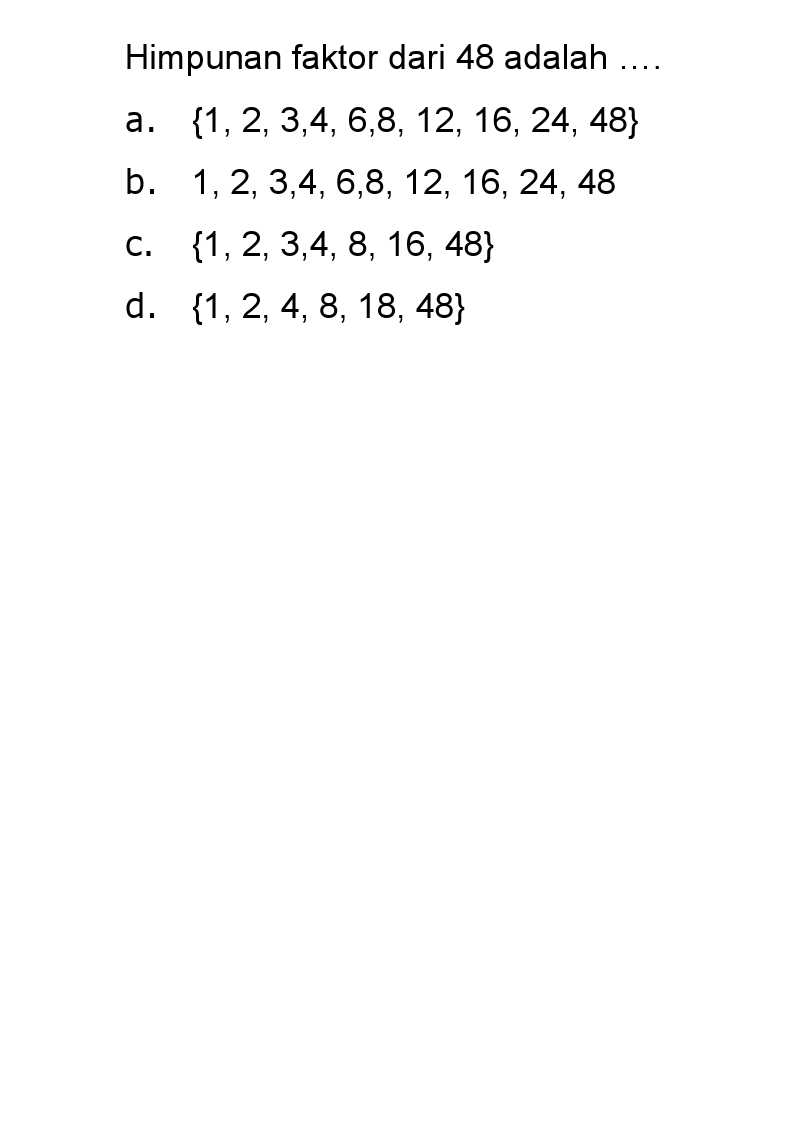 Himpunan faktor dari 48 adalah ….
a. {1, 2, 3,4, 6,8, 12, 16, 24, 48}
b. 1, 2, 3,4, 6,8, 12, 16, 24, 48
c. {1, 2, 3,4, 8, 16, 48}
d. {1, 2, 4, 8, 18, 48}